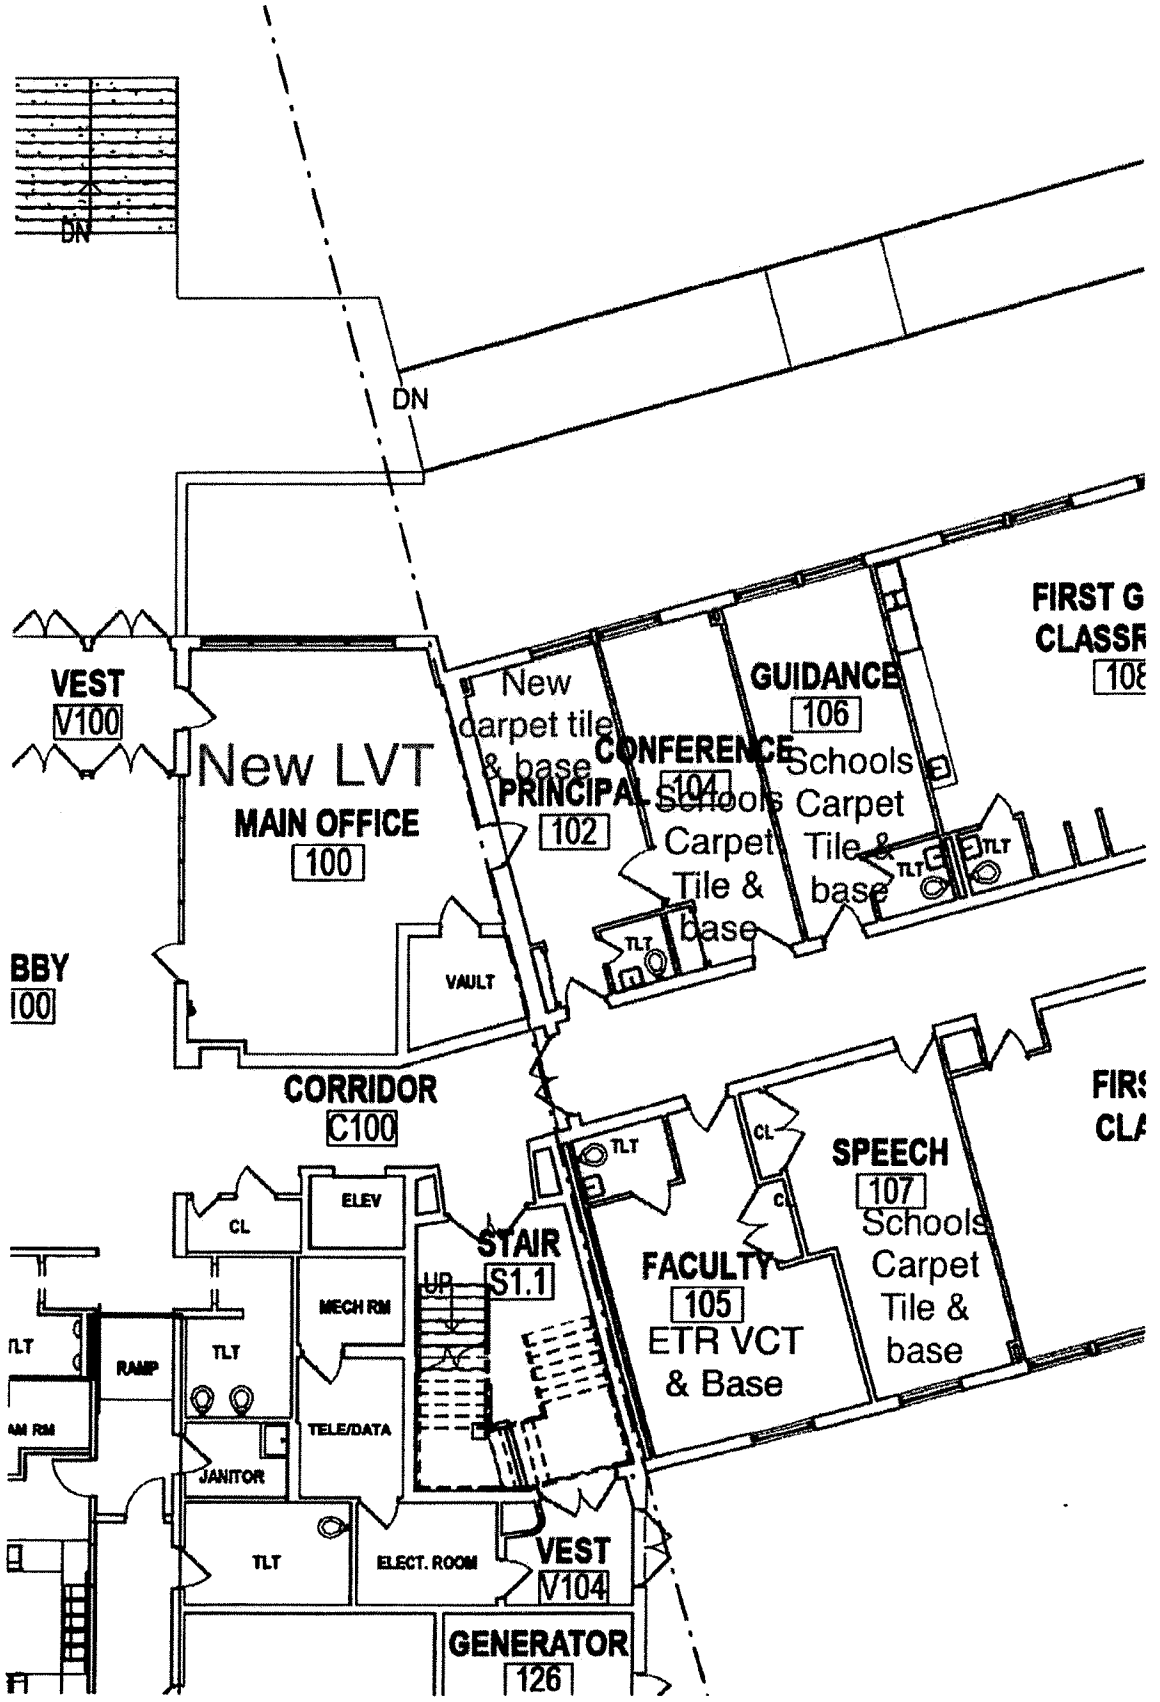 DN
DN
FIRST G
CLASSR
108
VEST
V100
New LVT
MAIN OFFICE
100
New
carpet tile
& base
PRINCIPAL
102
CONFERENCE
104
Schools
Carpet
Tile &
base
GUIDANCE
106
Schools
Carpet
Tile &
base
TLT
TLT
TLT
VAULT
BBY
100
CORRIDOR
C100
FIRS
CLA
TLT
CL
CL
SPEECH
107
Schools
Carpet
Tile &
base
ELEV
CL
STAIR
S1.1
UP
FACULTY
105
ETR VCT
& Base
MECH RM
TLT
RAMP
TLT
AM RM
TELE/DATA
JANITOR
TLT
ELECT. ROOM
VEST
V104
GENERATOR
126